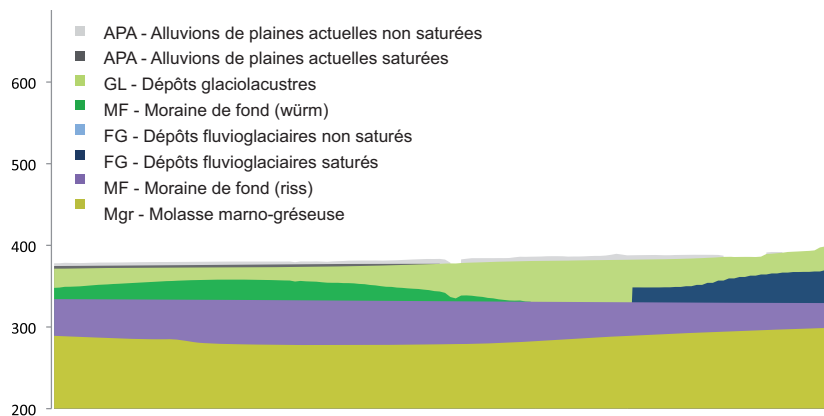 APA - Alluvions de plaines actuelles non saturées
APA - Alluvions de plaines actuelles saturées
600
GL - Dépôts glaciolacustres
MF - Moraine de fond (würm)
FG - Dépôts fluvioglaciaires non saturés
500
FG - Dépôts fluvioglaciaires saturés
MF - Moraine de fond (riss)
Mgr - Molasse marno-gréseuse
400
300
200